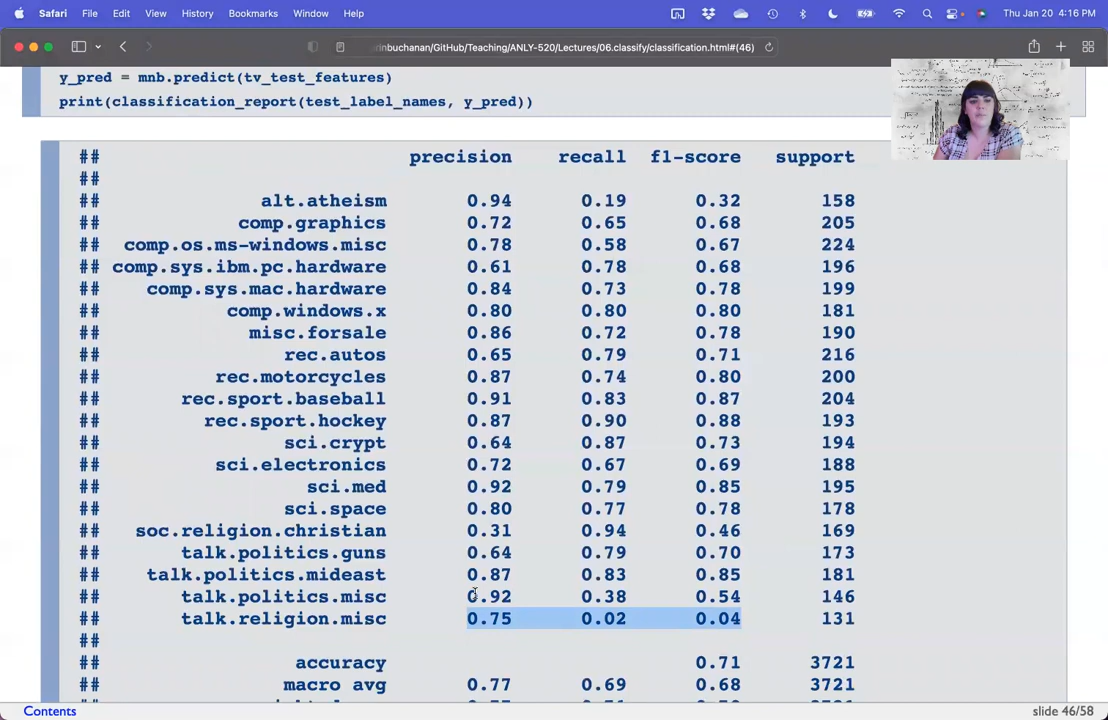 Safari File Edit View History Bookmarks Window Help Thu Jan 20 4:16 PM
rinbuchanan/GitHub/Teaching/ANLY-520/Lectures/06.classify/classification.html#(46)
y_pred = mnb.predict(tv_test_features)
print(classification_report(test_label_names, y_pred))
## precision recall f1-score support
##
## alt.atheism 0.94 0.19 0.32 158
## comp.graphics 0.72 0.65 0.68 205
## comp.os.ms-windows.misc 0.78 0.58 0.67 224
## comp.sys.ibm.pc.hardware 0.61 0.78 0.68 196
## comp.sys.mac.hardware 0.84 0.73 0.78 199
## comp.windows.x 0.80 0.80 0.80 181
## misc.forsale 0.86 0.72 0.78 190
## rec.autos 0.65 0.79 0.71 216
## rec.motorcycles 0.87 0.74 0.80 200
## rec.sport.baseball 0.91 0.83 0.87 204
## rec.sport.hockey 0.87 0.90 0.88 193
## sci.crypt 0.64 0.87 0.73 194
## sci.electronics 0.72 0.67 0.69 188
## sci.med 0.92 0.79 0.85 195
## sci.space 0.80 0.77 0.78 178
## soc.religion.christian 0.31 0.94 0.46 169
## talk.politics.guns 0.64 0.79 0.70 173
## talk.politics.mideast 0.87 0.83 0.85 181
## talk.politics.misc 0.92 0.38 0.54 146
## talk.religion.misc 0.75 0.02 0.04 131
##
## accuracy 0.71 3721
## macro avg 0.77 0.69 0.68 3721
Contents slide 46/58